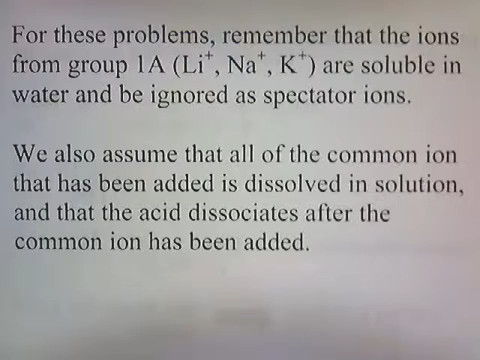 For these problems, remember that the ions
from group 1A (Li⁺, Na⁺, K⁺) are soluble in
water and be ignored as spectator ions.
We also assume that all of the common ion
that has been added is dissolved in solution,
and that the acid dissociates after the
common ion has been added.